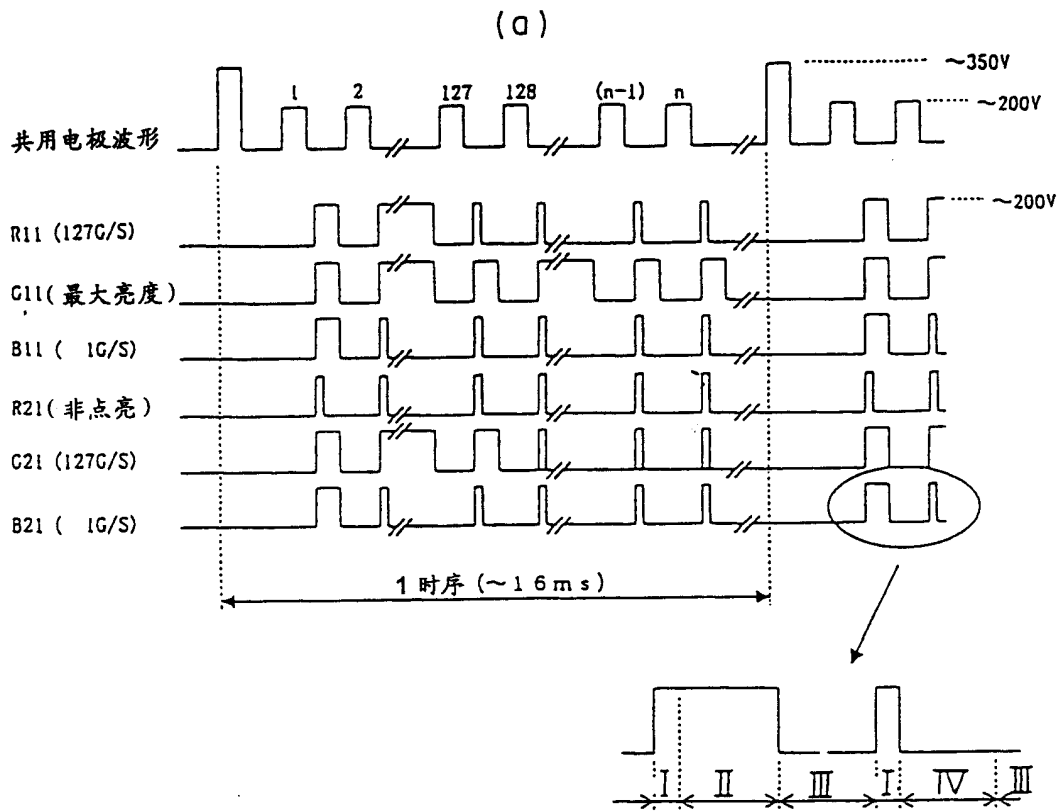 (a)
~350V
1 2 127 128 (n-1) n
~200V
共用电极波形
~200V
R11 (127G/S)
G11 (最大亮度)
B11 ( 1G/S)
R21 (非点亮)
G21 (127G/S)
B21 ( 1G/S)
1 时序 (~16ms)
I II III I IV III